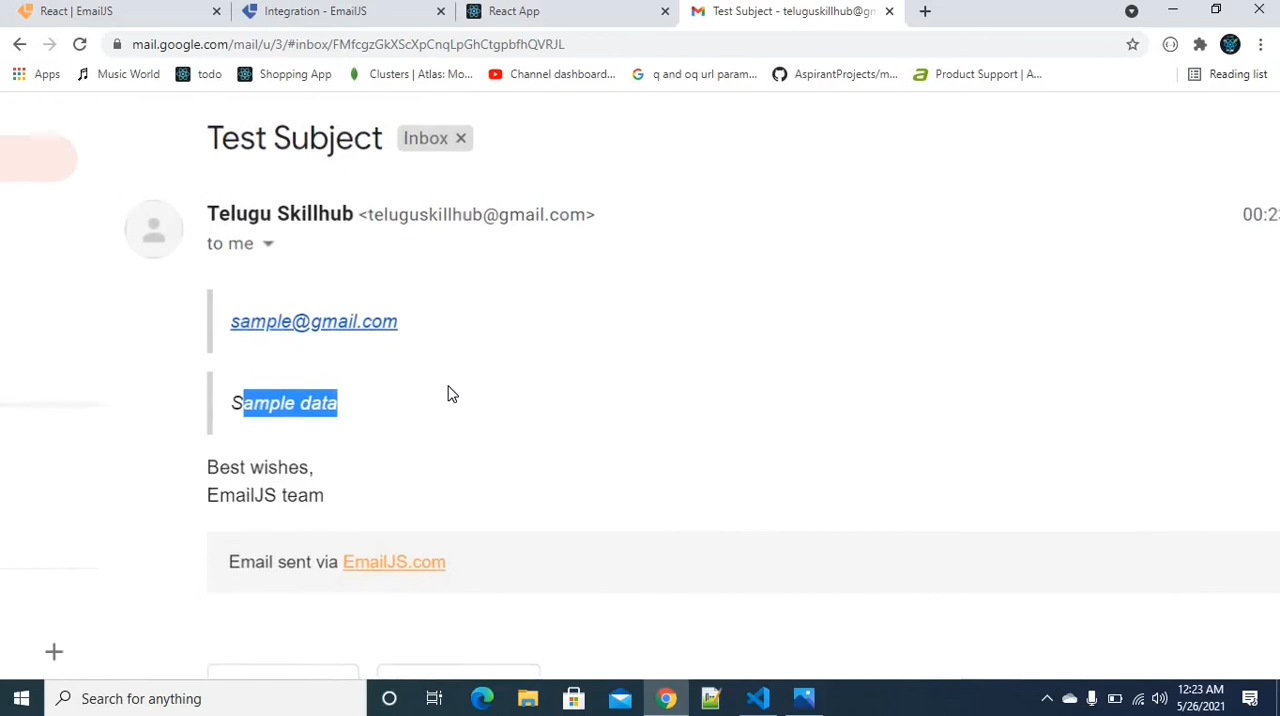 React | EmailJS
Integration - EmailJS
React App
Test Subject - teluguskillhub@gm
mail.google.com/mail/u/3/#inbox/FMfcgzGkXScXpCnqLpGhCtgpbfhQVRJL
Apps
Music World
todo
Shopping App
Clusters | Atlas: Mo...
Channel dashboard...
q and oq url param...
AspirantProjects/m...
Product Support | A...
Reading list
Test Subject
Inbox
Telugu Skillhub <teluguskillhub@gmail.com>
00:23
to me
sample@gmail.com
Sample data
Best wishes,
EmailJS team
Email sent via EmailJS.com
Search for anything
12:23 AM
5/26/2021